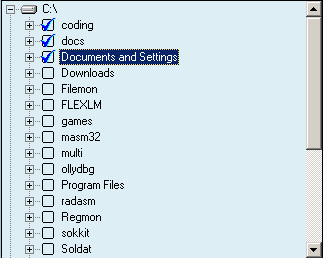 C:\
coding
docs
Documents and Settings
Downloads
Filemon
FLEXLM
games
masm32
multi
ollydbg
Program Files
radasm
Regmon
sokkit
Soldat